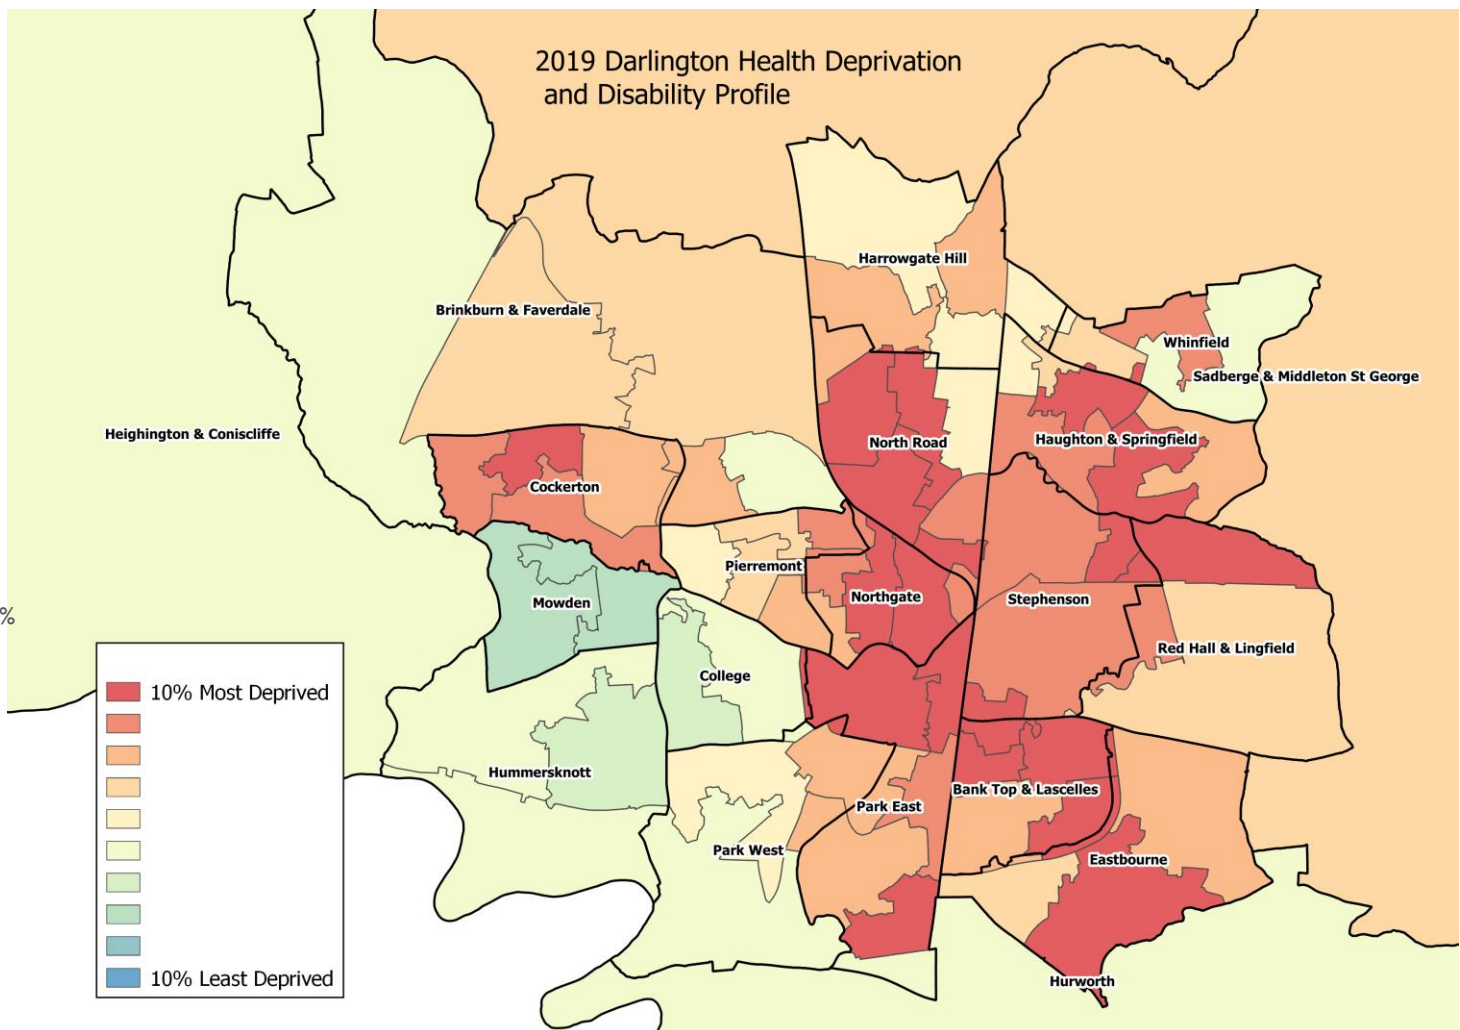 2019 Darlington Health Deprivation
and Disability Profile
Harrowgate Hill
Brinkburn & Faverdale
Whinfield
Sadberge & Middleton St George
Heighington & Coniscliffe
North Road
Haughton & Springfield
Cockerton
Pierremont
Mowden
Northgate
Stephenson
%
Red Hall & Lingfield
College
10% Most Deprived
Hummersknott
Bank Top & Lascelles
Park East
Park West
Eastbourne
10% Least Deprived
Hurworth